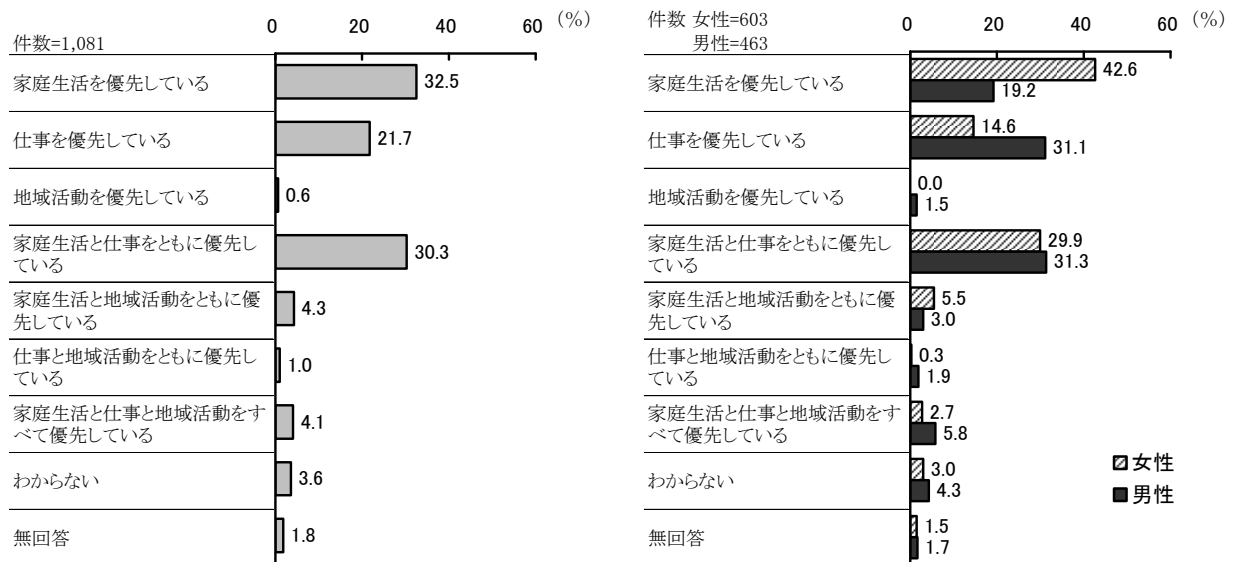 0 20 40 60 (%)
件数=1,081
家庭生活を優先している 32.5
仕事を優先している 21.7
地域活動を優先している 0.6
家庭生活と仕事をともに優先し
ている 30.3
家庭生活と地域活動をともに優
先している 4.3
仕事と地域活動をともに優先し
ている 1.0
家庭生活と仕事と地域活動をす
べて優先している 4.1
わからない 3.6
無回答 1.8
件数 女性=603
男性=463
0 20 40 60 (%)
家庭生活を優先している
42.6
19.2
仕事を優先している
14.6
31.1
地域活動を優先している
0.0
1.5
家庭生活と仕事をともに優先し
ている
29.9
31.3
家庭生活と地域活動をともに優
先している
5.5
3.0
仕事と地域活動をともに優先し
ている
0.3
1.9
家庭生活と仕事と地域活動をす
べて優先している
2.7
5.8
わからない
3.0
4.3
無回答
1.5
1.7
女性
男性